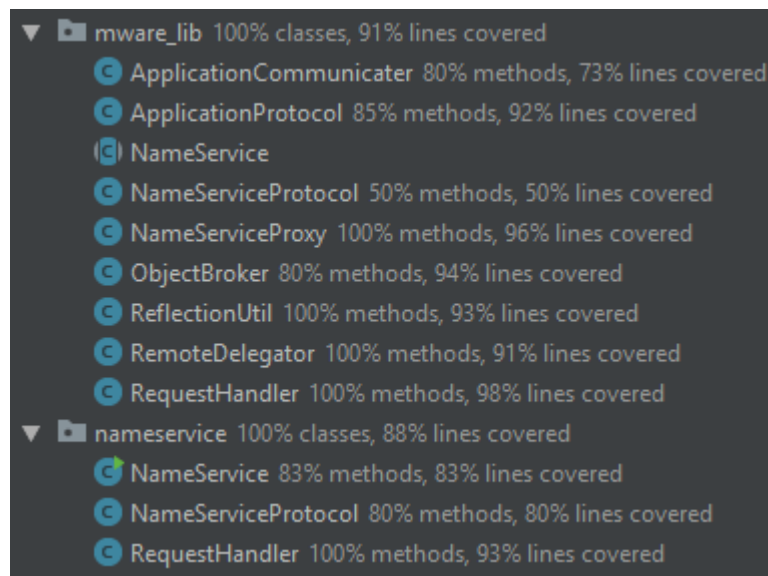 mware_lib 100% classes, 91% lines covered
C ApplicationCommunicater 80% methods, 73% lines covered
C ApplicationProtocol 85% methods, 92% lines covered
C NameService
C NameServiceProtocol 50% methods, 50% lines covered
C NameServiceProxy 100% methods, 96% lines covered
C ObjectBroker 80% methods, 94% lines covered
C ReflectionUtil 100% methods, 93% lines covered
C RemoteDelegator 100% methods, 91% lines covered
C RequestHandler 100% methods, 98% lines covered
nameservice 100% classes, 88% lines covered
C NameService 83% methods, 83% lines covered
C NameServiceProtocol 80% methods, 80% lines covered
C RequestHandler 100% methods, 93% lines covered